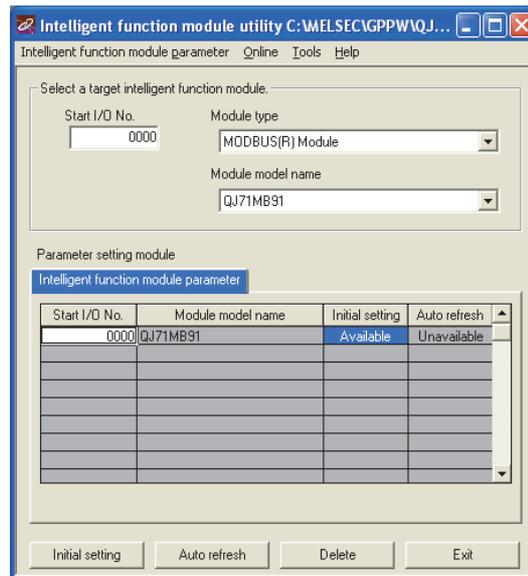 Intelligent function module utility C:\MELSEC\GPPW\QJ...
Intelligent function module parameter Online Tools Help
Select a target intelligent function module.
Start I/O No.
0000
Module type
MODBUS(R) Module
Module model name
QJ71MB91
Parameter setting module
Intelligent function module parameter
Start I/O No. Module model name Initial setting Auto refresh
0000 QJ71MB91 Available Unavailable
Initial setting Auto refresh Delete Exit